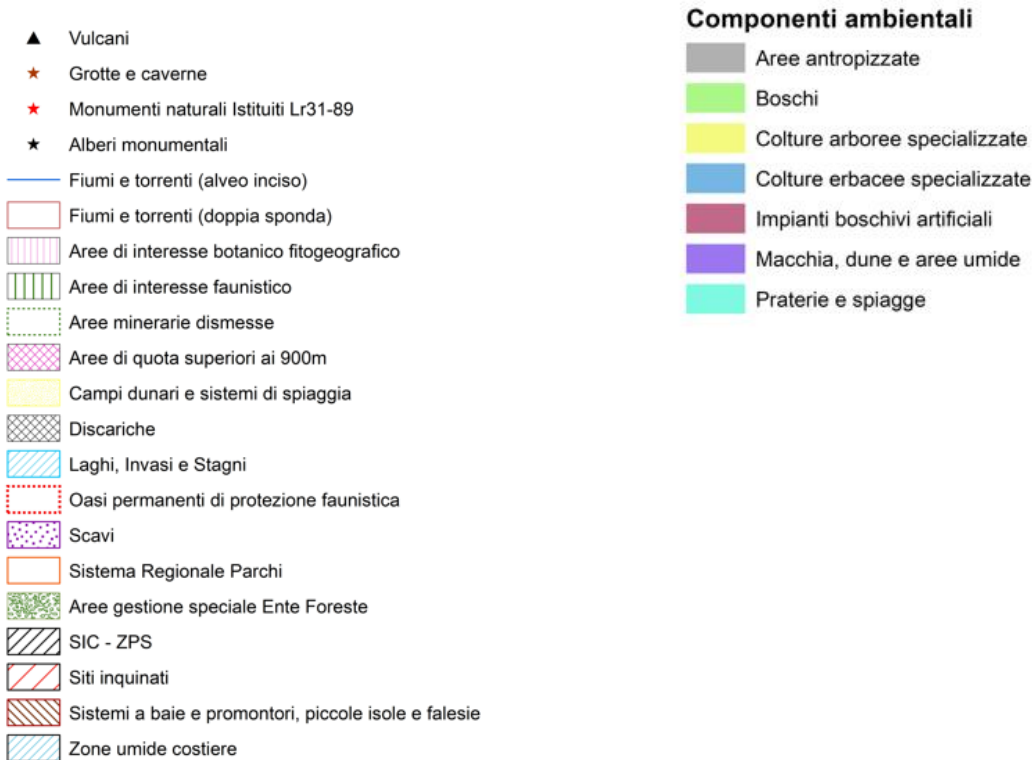 Vulcani
Grotte e caverne
Monumenti naturali Istituiti Lr31-89
Alberi monumentali
Fiumi e torrenti (alveo inciso)
Fiumi e torrenti (doppia sponda)
Aree di interesse botanico fitogeografico
Aree di interesse faunistico
Aree minerarie dismesse
Aree di quota superiori ai 900m
Campi dunari e sistemi di spiaggia
Discariche
Laghi, Invasi e Stagni
Oasi permanenti di protezione faunistica
Scavi
Sistema Regionale Parchi
Aree gestione speciale Ente Foreste
SIC - ZPS
Siti inquinati
Sistemi a baie e promontori, piccole isole e falesie
Zone umide costiere
Componenti ambientali
Aree antropizzate
Boschi
Colture arboree specializzate
Colture erbacee specializzate
Impianti boschivi artificiali
Macchia, dune e aree umide
Praterie e spiagge